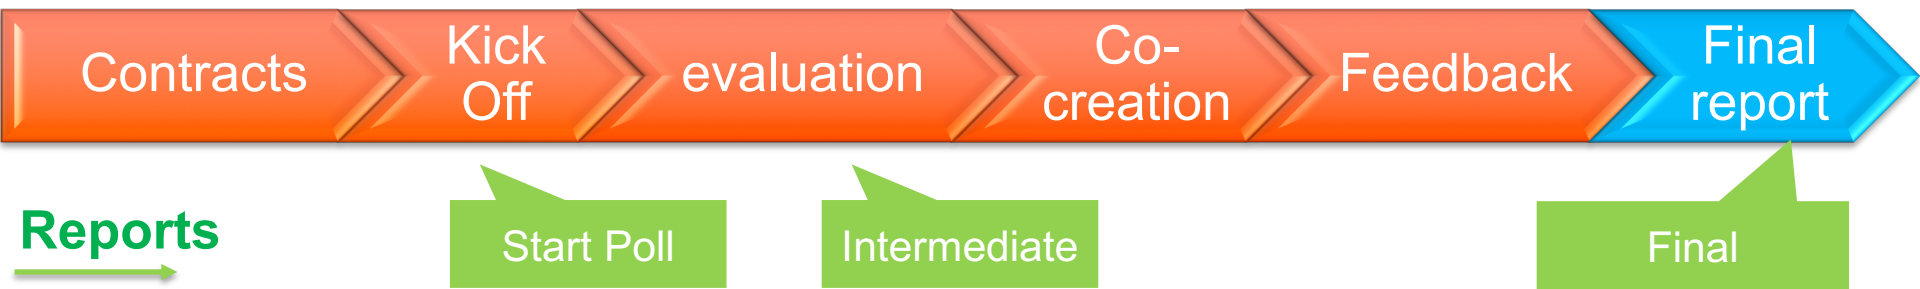 Contracts
Kick
Off
evaluation
Co-
creation
Feedback
Final
report
Reports
Start Poll
Intermediate
Final